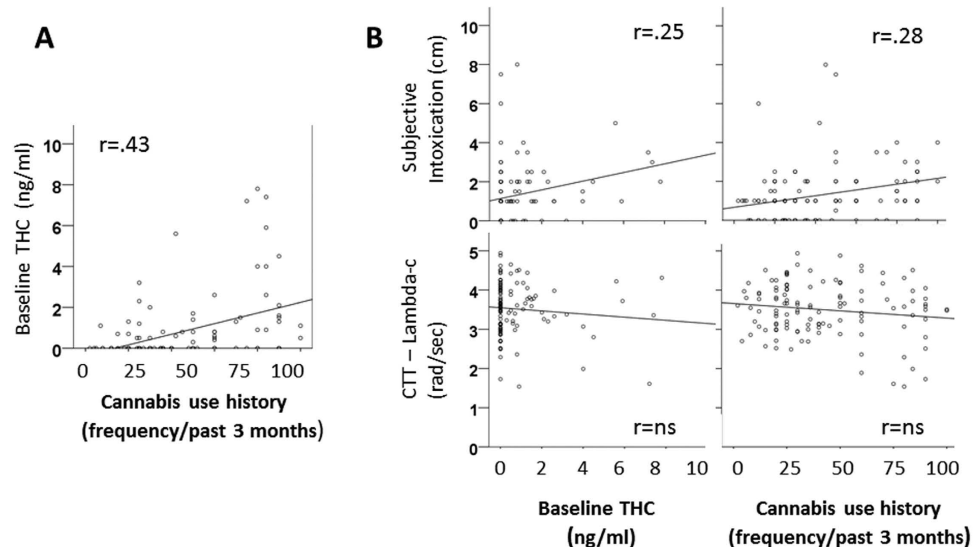 A
r=.43
Baseline THC (ng/ml)
10
8
6
4
2
0
0 25 50 75 100
Cannabis use history
(frequency/past 3 months)
B
Subjective
Intoxication (cm)
10
8
6
4
2
0
r=.25
r=.28
CTT – Lambda-c
(rad/sec)
5
4
3
2
1
0
r=ns
r=ns
0 2 4 6 8 10
0 25 50 75 100
Baseline THC
(ng/ml)
Cannabis use history
(frequency/past 3 months)